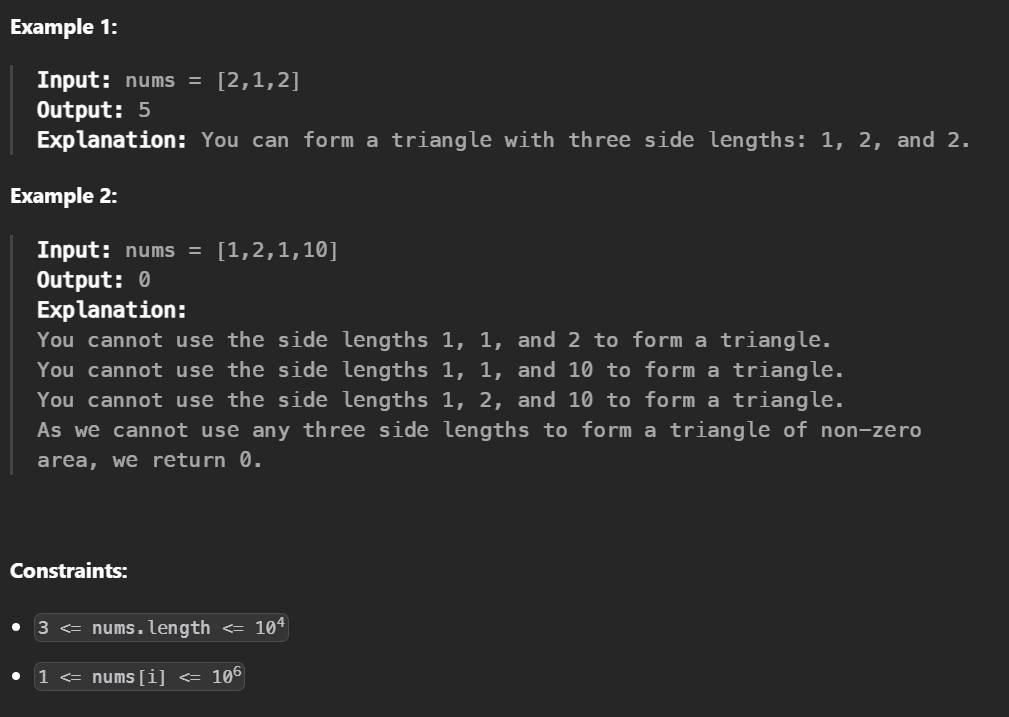 Example 1:
Input: nums = [2,1,2]
Output: 5
Explanation: You can form a triangle with three side lengths: 1, 2, and 2.
Example 2:
Input: nums = [1,2,1,10]
Output: 0
Explanation:
You cannot use the side lengths 1, 1, and 2 to form a triangle.
You cannot use the side lengths 1, 1, and 10 to form a triangle.
You cannot use the side lengths 1, 2, and 10 to form a triangle.
As we cannot use any three side lengths to form a triangle of non-zero
area, we return 0.
Constraints:
• 3 <= nums.length <= 10⁴
• 1 <= nums[i] <= 10⁶